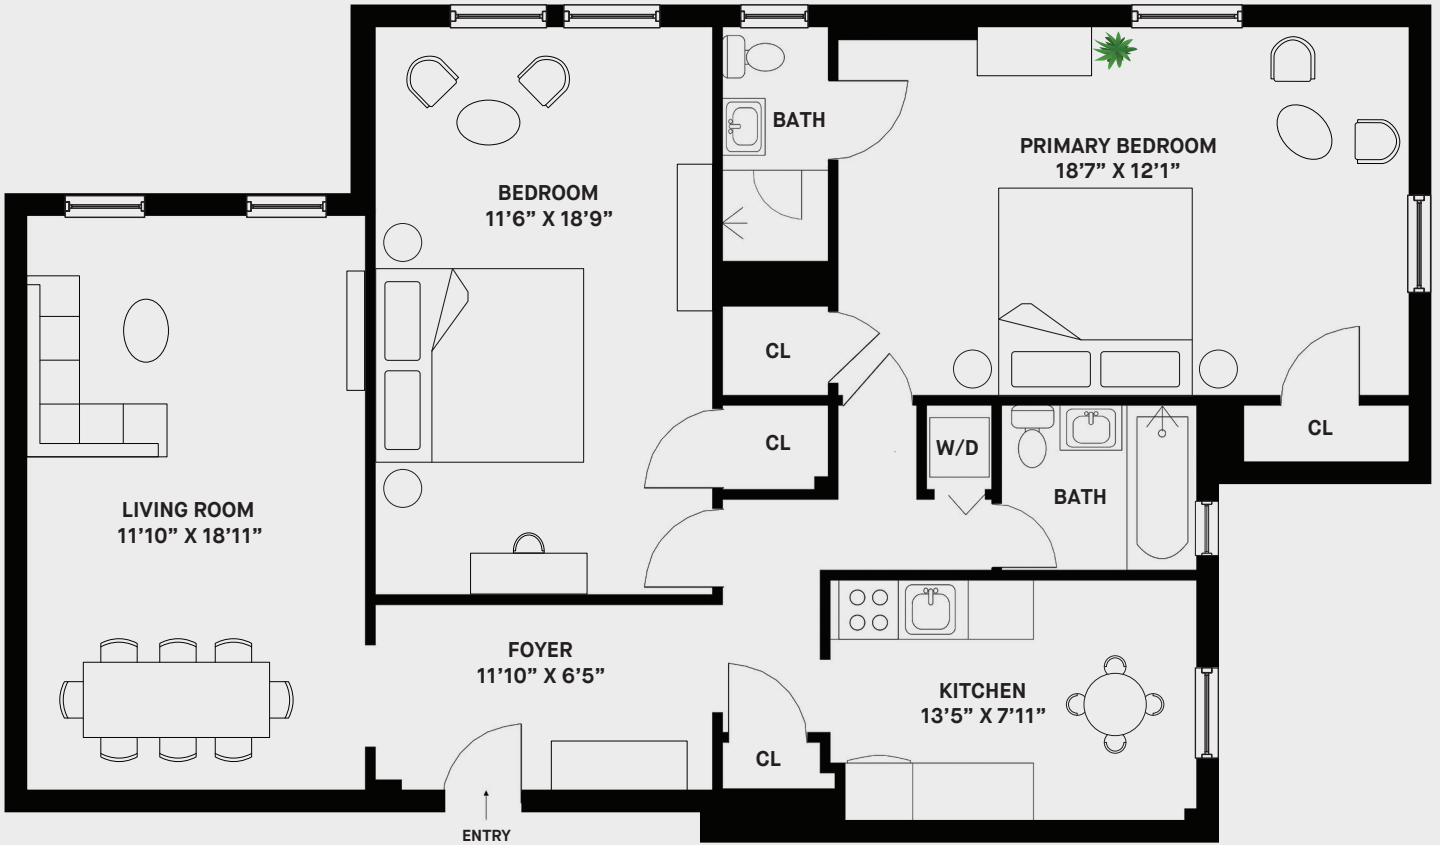 BATH
PRIMARY BEDROOM
18’7” X 12’1”
BEDROOM
11’6” X 18’9”
CL
CL
CL
W/D
BATH
LIVING ROOM
11’10” X 18’11”
FOYER
11’10” X 6’5”
KITCHEN
13’5” X 7’11”
CL
ENTRY